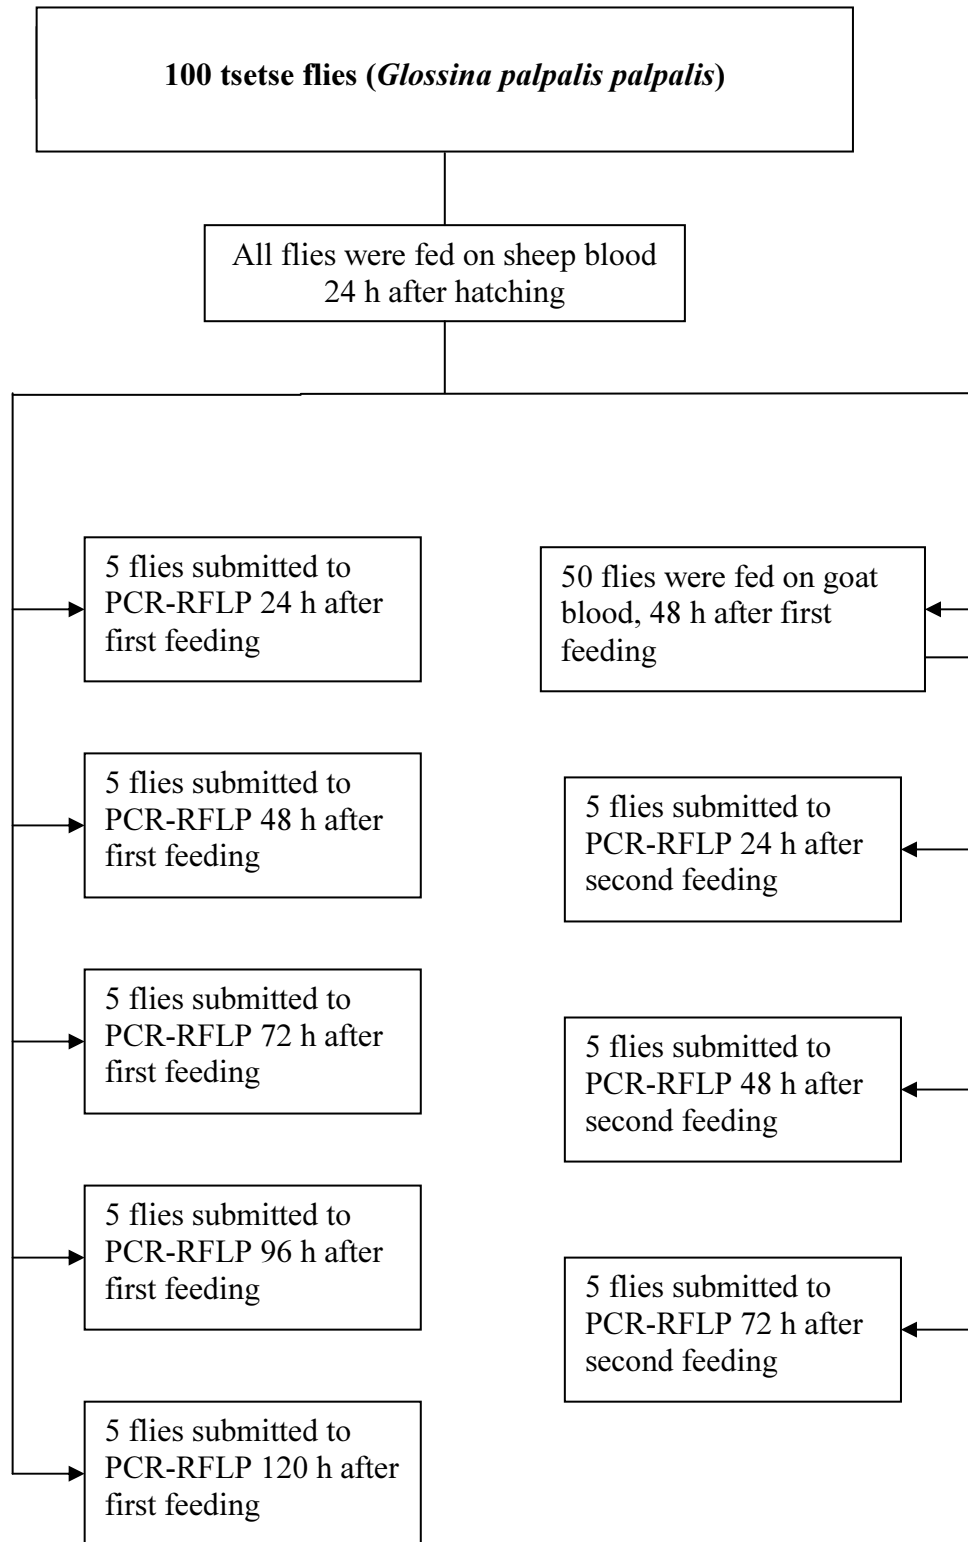 100 tsetse flies (Glossina palpalis palpalis)
All flies were fed on sheep blood
24 h after hatching
5 flies submitted to
PCR-RFLP 24 h after
first feeding
5 flies submitted to
PCR-RFLP 48 h after
first feeding
5 flies submitted to
PCR-RFLP 72 h after
first feeding
5 flies submitted to
PCR-RFLP 96 h after
first feeding
5 flies submitted to
PCR-RFLP 120 h after
first feeding
50 flies were fed on goat
blood, 48 h after first
feeding
5 flies submitted to
PCR-RFLP 24 h after
second feeding
5 flies submitted to
PCR-RFLP 48 h after
second feeding
5 flies submitted to
PCR-RFLP 72 h after
second feeding